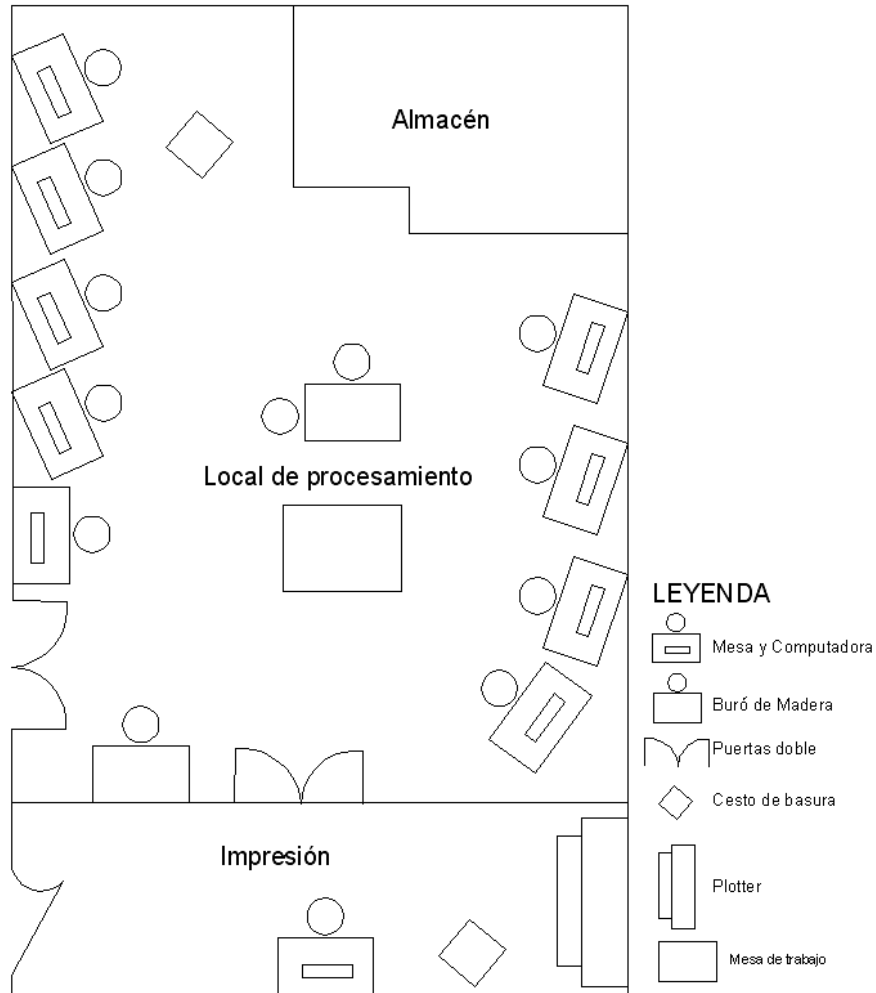 Almacén
Local de procesamiento
Impresión
LEYENDA
Mesa y Computadora
Buró de Madera
Puertas doble
Cesto de basura
Plotter
Mesa de trabajo